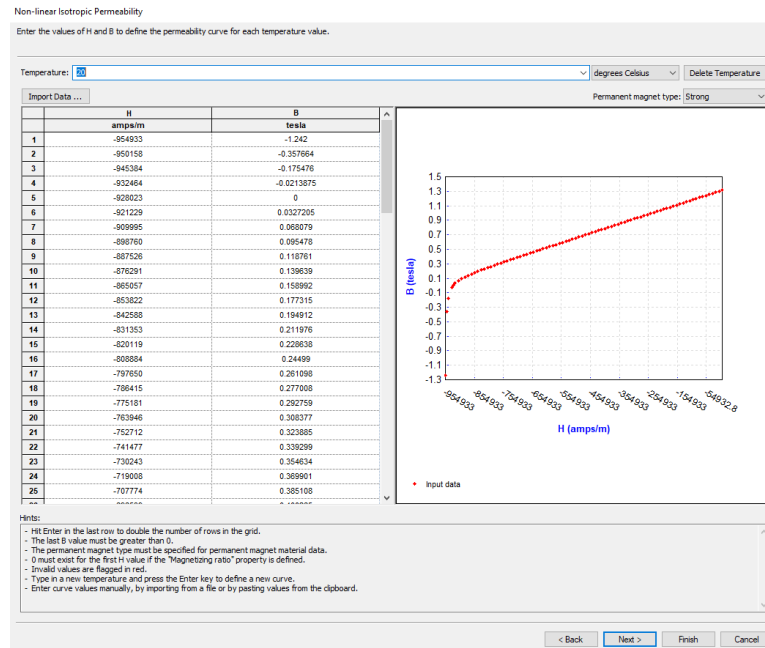 Non-linear Isotropic Permeability
Enter the values of H and B to define the permeability curve for each temperature value.
Temperature: 20 degrees Celsius Delete Temperature
Import Data ... Permanent magnet type: Strong
H B
amps/m tesla
1 -954933 -1.242
2 -950158 -0.357664
3 -945384 -0.175476
4 -932464 -0.0213875
5 -928023 0
6 -921229 0.0327205
7 -909995 0.068079
8 -898760 0.095478
9 -887526 0.118761
10 -876291 0.139639
11 -865057 0.158992
12 -853822 0.177315
13 -842588 0.194912
14 -831353 0.211976
15 -820119 0.228638
16 -808884 0.24499
17 -797650 0.261098
18 -786415 0.277008
19 -775181 0.292759
20 -763946 0.308377
21 -752712 0.323885
22 -741477 0.339299
23 -730243 0.354634
24 -719008 0.369901
25 -707774 0.385108
1.5
1.3
1.1
0.9
0.7
0.5
0.3
0.1
-0.1
-0.3
-0.5
-0.7
-0.9
-1.1
-1.3
B (tesla)
-954933 -854933 -754933 -654933 -554933 -454933 -354933 -254933 -154933 -54932.8
H (amps/m)
Input data
Hints:
- Hit Enter in the last row to double the number of rows in the grid.
- The last B value must be greater than 0.
- The permanent magnet type must be specified for permanent magnet material data.
- 0 must exist for the first H value if the "Magnetizing ratio" property is defined.
- Invalid values are flagged in red.
- Type in a new temperature and press the Enter key to define a new curve.
- Enter curve values manually, by importing from a file or by pasting values from the clipboard.
< Back Next > Finish Cancel